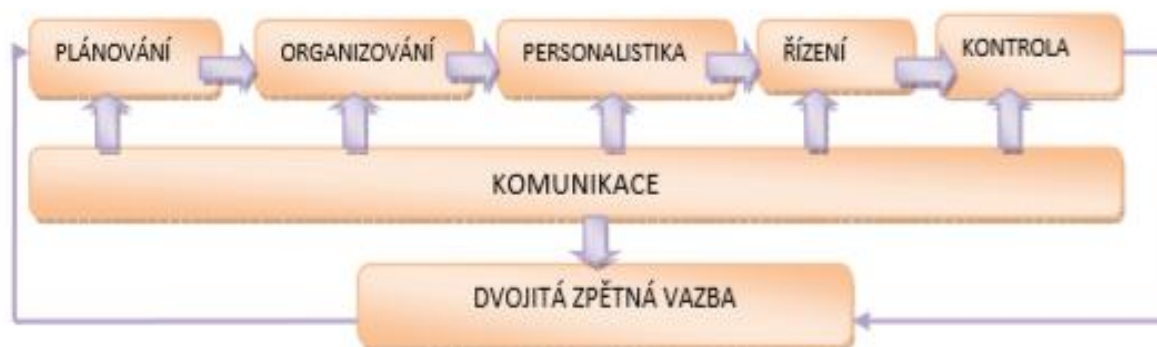 PLÁNOVÁNÍ
ORGANIZOVÁNÍ
PERSONALISTIKA
ŘÍZENÍ
KONTROLA
KOMUNIKACE
DVOJITÁ ZPĚTNÁ VAZBA